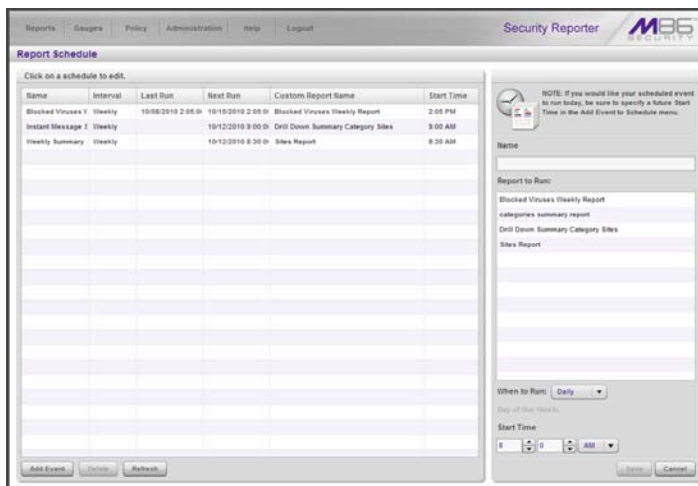 Reports Gauges Policy Administration Help Logout
Security Reporter
M86
SECURITY
Report Schedule
Click on a schedule to edit.
Name Interval Last Run Next Run Custom Report Name Start Time
Blocked Viruses Weekly 10/08/2010 2:05:0 10/15/2010 2:05:0 Blocked Viruses Weekly Report 2:05 PM
Instant Message Weekly 10/12/2010 9:00:0 Drill Down Summary Category Sites 9:00 AM
Weekly Summary Weekly 10/12/2010 8:30:0 Sites Report 8:30 AM
NOTE: If you would like your scheduled event
to run today, be sure to specify a future Start
Time in the Add Event to Schedule menu.
Name
Report to Run:
Blocked Viruses Weekly Report
categories summary report
Drill Down Summary Category Sites
Sites Report
When to Run: Daily
Day of the Week:
Start Time
8 0 AM
Add Event Delete Refresh
Save Cancel